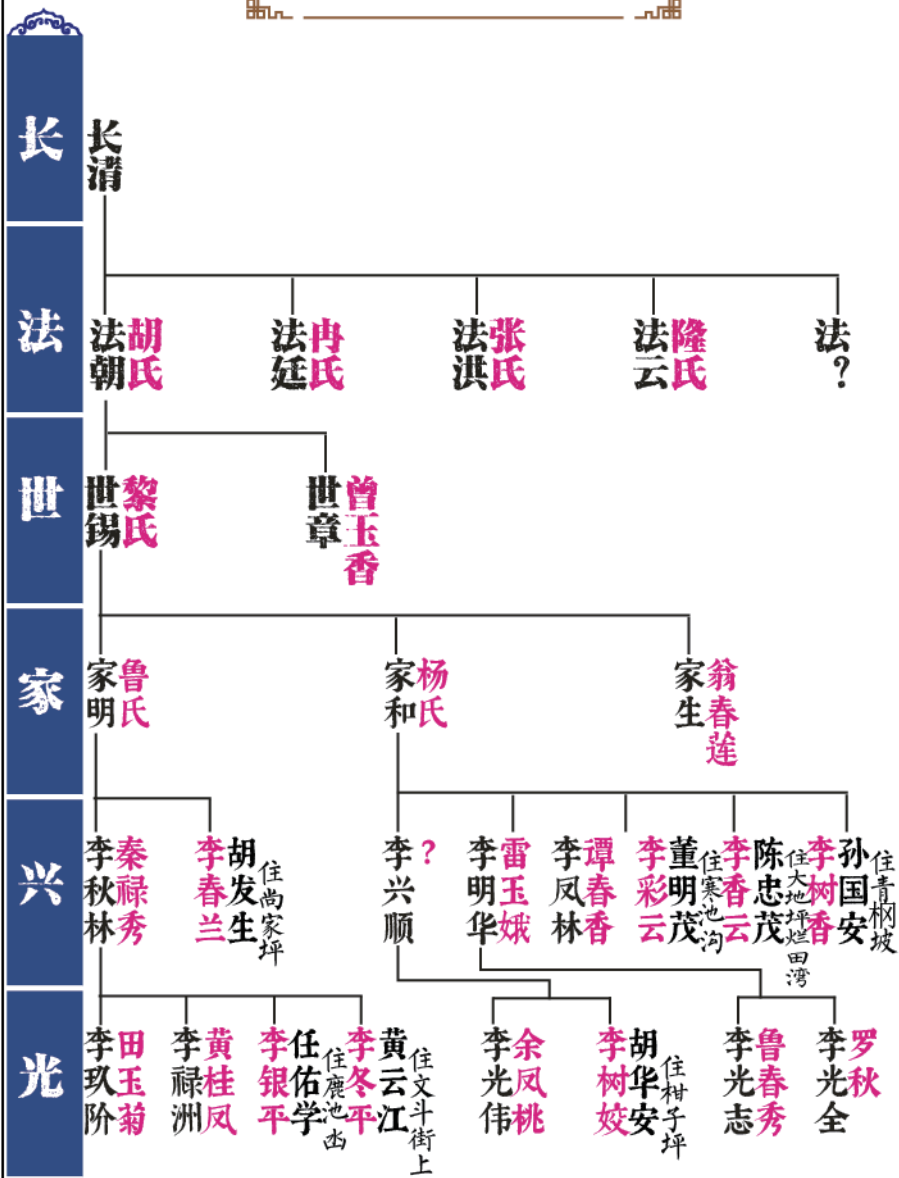 长
长清
法
法朝
胡氏
法廷
冉氏
法洪
张氏
法云
隆氏
法？
世
世锡
黎氏
世章
曾玉香
家
家明
鲁氏
家和
杨氏
家生
翁春莲
兴
李秋林
秦禄秀
李春兰
胡发生
住尚家坪
李兴顺
？
李明华
雷玉娥
李凤林
谭春香
李彩云
董明茂
住寒池沟
李香云
陈忠茂
住大地坪烂田湾
李树香
孙国安
住青㭎坡
光
李玖阶
田玉菊
李禄洲
黄桂凤
李银平
任佑学
住鹿池凼
李冬平
黄云江
住文斗街上
李光伟
余凤桃
李树姣
胡华安
住柑子坪
李光志
鲁春秀
李光全
罗秋